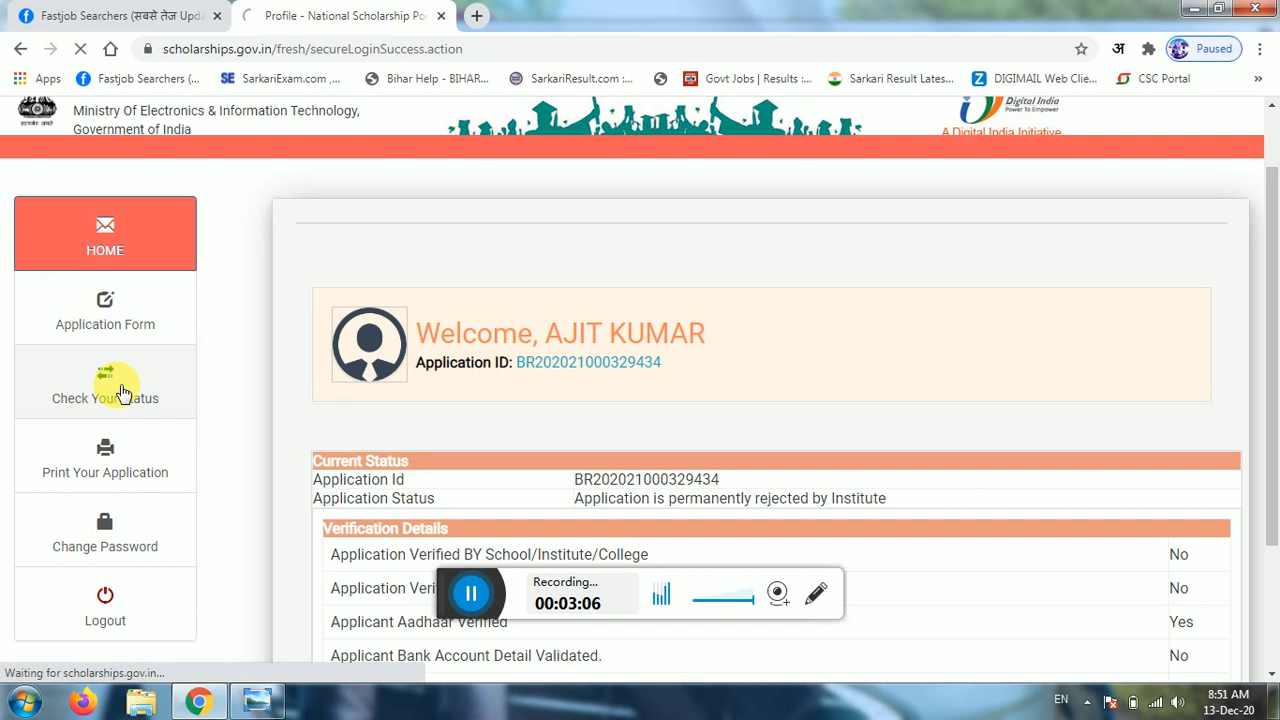 Fastjob Searchers (सबसे तेज Upda
Profile - National Scholarship Po
scholarships.gov.in/fresh/secureLoginSuccess.action
अ
Paused
Apps
Fastjob Searchers (...
SE
SarkariExam.com ,...
Bihar Help - BIHAR...
SarkariResult.com :...
Govt Jobs | Results :...
Sarkari Result Lates...
Z
DIGIMAIL Web Clie...
CSC Portal
»
Ministry Of Electronics & Information Technology,
Government of India
Digital India
Power To Empower
A Digital India Initiative
HOME
Application Form
Check Your Status
Print Your Application
Change Password
Logout
Welcome, AJIT KUMAR
Application ID: BR202021000329434
Current Status
Application Id BR202021000329434
Application Status Application is permanently rejected by Institute
Verification Details
Application Verified BY School/Institute/College No
Application Veri No
Applicant Aadhaar Verified Yes
Applicant Bank Account Detail Validated. No
Recording...
00:03:06
Waiting for scholarships.gov.in...
EN
8:51 AM
13-Dec-20